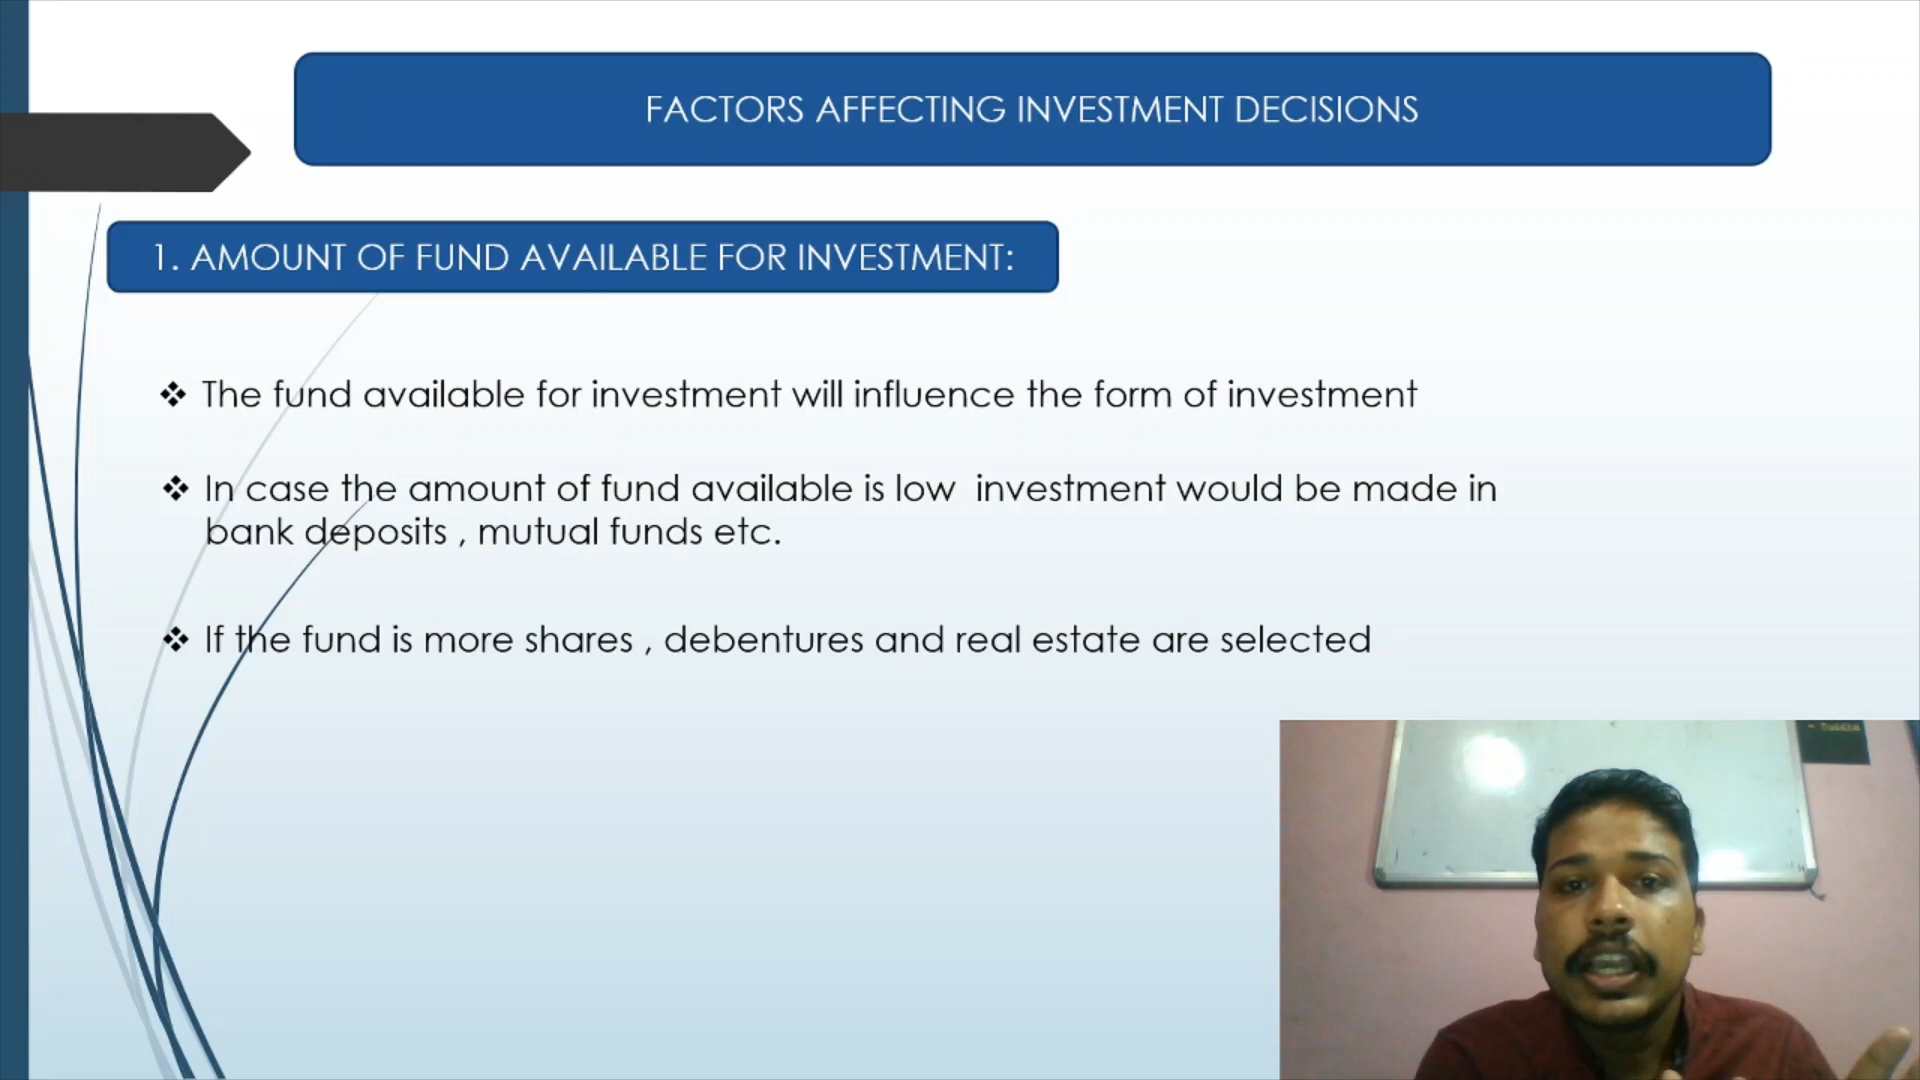 FACTORS AFFECTING INVESTMENT DECISIONS
1. AMOUNT OF FUND AVAILABLE FOR INVESTMENT:
❖ The fund available for investment will influence the form of investment
❖ In case the amount of fund available is low  investment would be made in
bank deposits , mutual funds etc.
❖ If the fund is more shares , debentures and real estate are selected